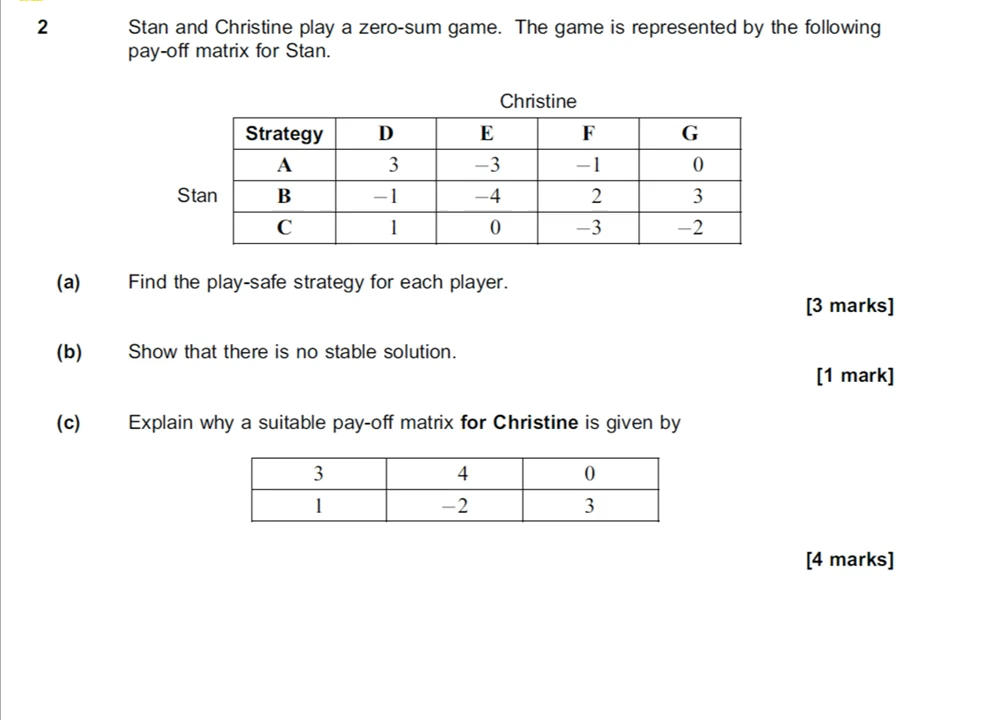 2 Stan and Christine play a zero-sum game. The game is represented by the following
pay-off matrix for Stan.
Christine
Strategy D E F G
A 3 −3 −1 0
Stan B −1 −4 2 3
C 1 0 −3 −2
(a) Find the play-safe strategy for each player.
[3 marks]
(b) Show that there is no stable solution.
[1 mark]
(c) Explain why a suitable pay-off matrix for Christine is given by
3 4 0
1 −2 3
[4 marks]